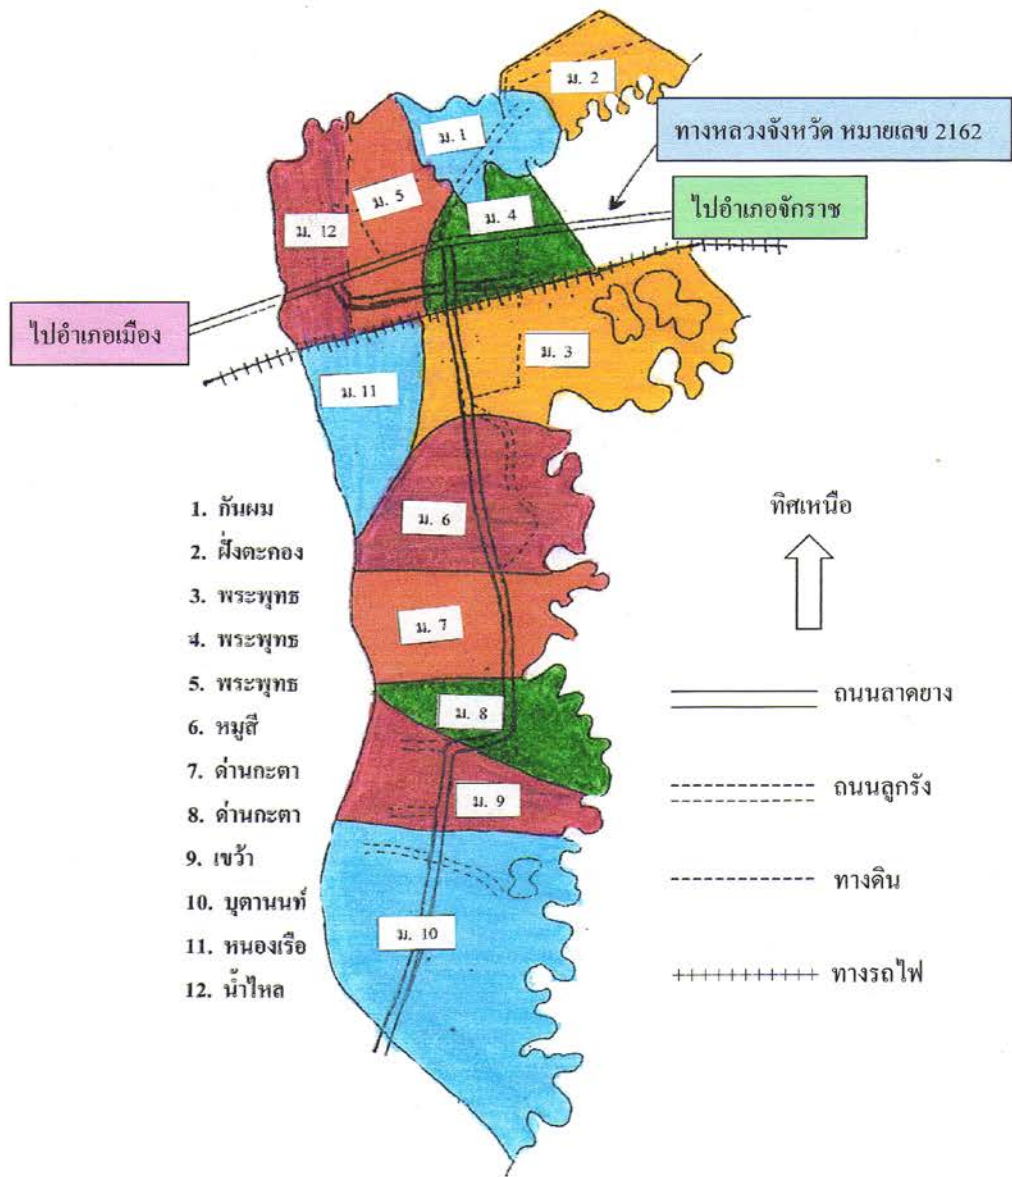 ม. 2
ทางหลวงจังหวัด หมายเลข 2162
ม. 1
ม. 5
ม. 4
ไปอำเภอจักราช
ม. 12
ไปอำเภอเมือง
ม. 3
ม. 11
1. กันผม
2. ฝั่งตะคอง
3. พระพุทธ
4. พระพุทธ
5. พระพุทธ
6. หมูสี
7. ด่านกะตา
8. ด่านกะตา
9. เขว้า
10. บุตานนท์
11. หนองเรือ
12. น้ำไหล
ม. 6
ม. 7
ม. 8
ม. 9
ม. 10
ทิศเหนือ
ถนนลาดยาง
ถนนลูกรัง
ทางดิน
ทางรถไฟ